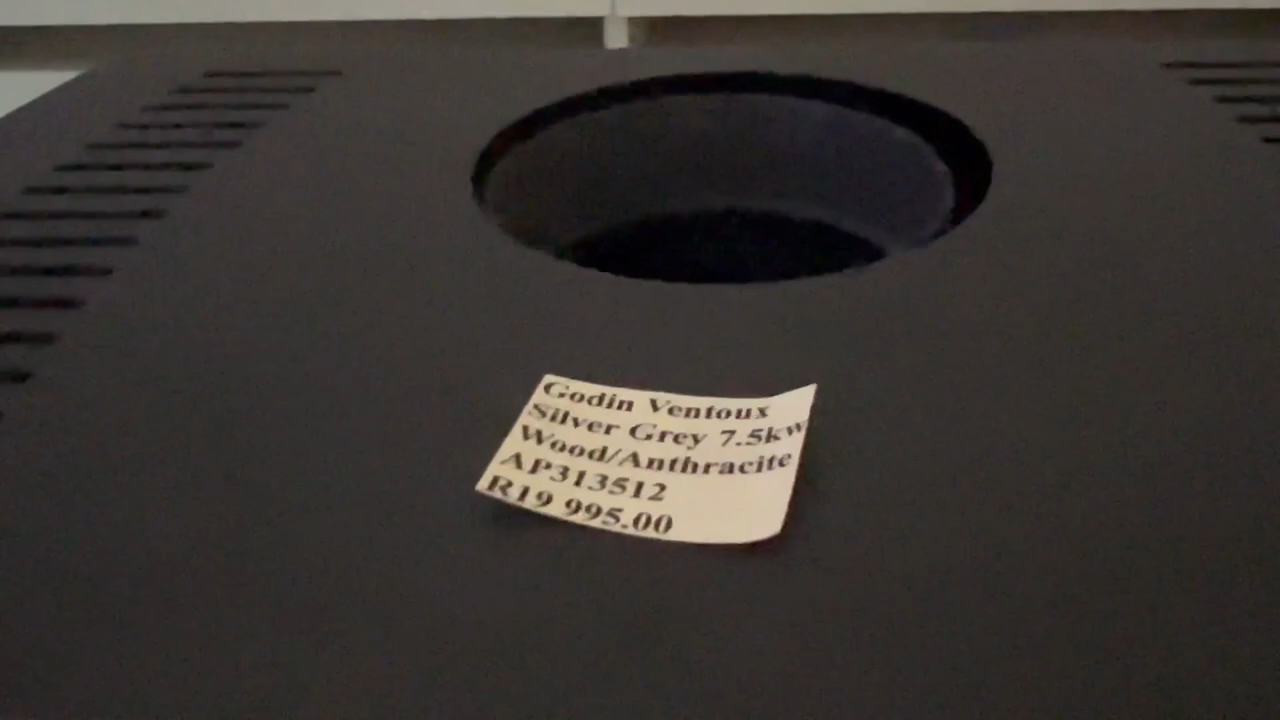 Godin Ventoux
Silver Grey 7.5kw
Wood/Anthracite
AP313512
R19 995.00